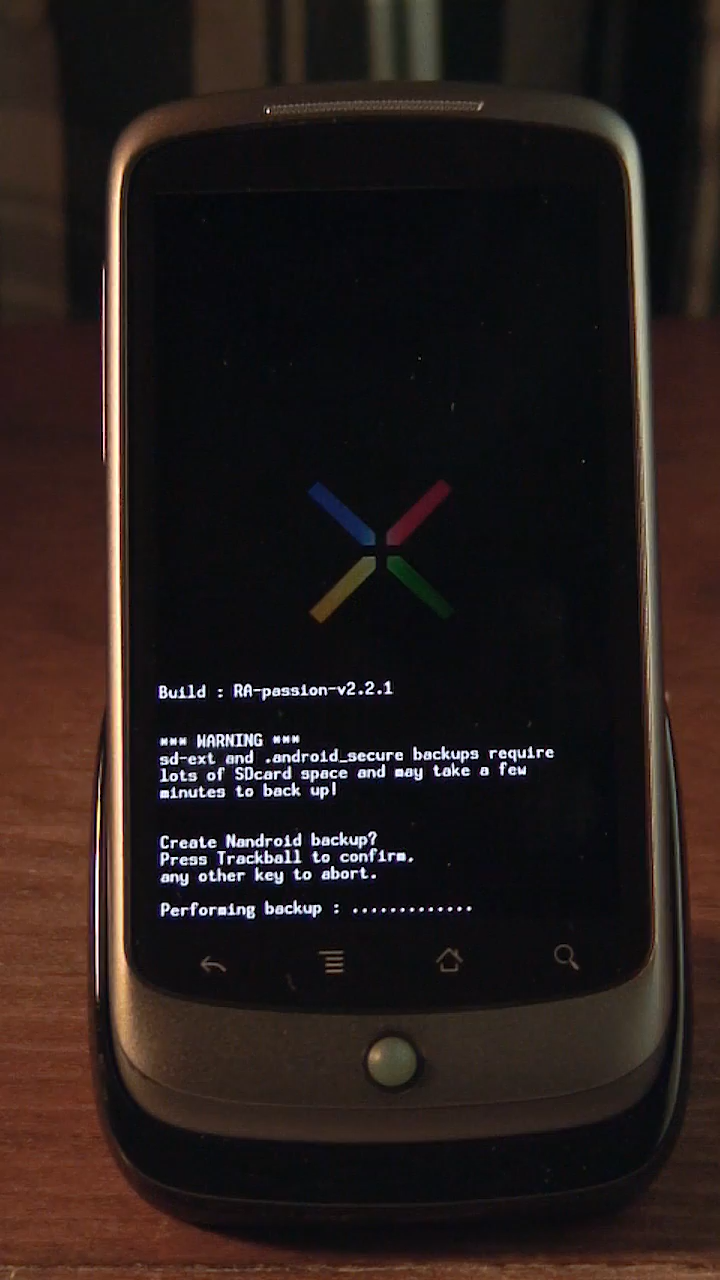 Build : RA-passion-v2.2.1
*** WARNING ***
sd-ext and .android_secure backups require
lots of SDcard space and may take a few
minutes to back up!
Create Nandroid backup?
Press Trackball to confirm,
any other key to abort.
Performing backup : .............